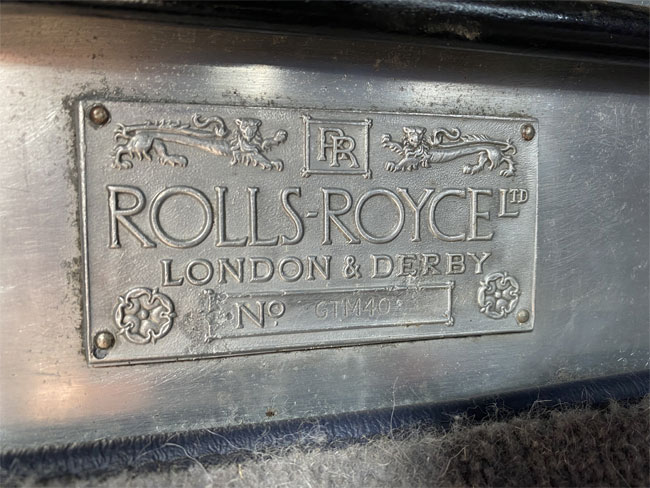 RR
ROLLS-ROYCE LTD
LONDON & DERBY
No GTM40